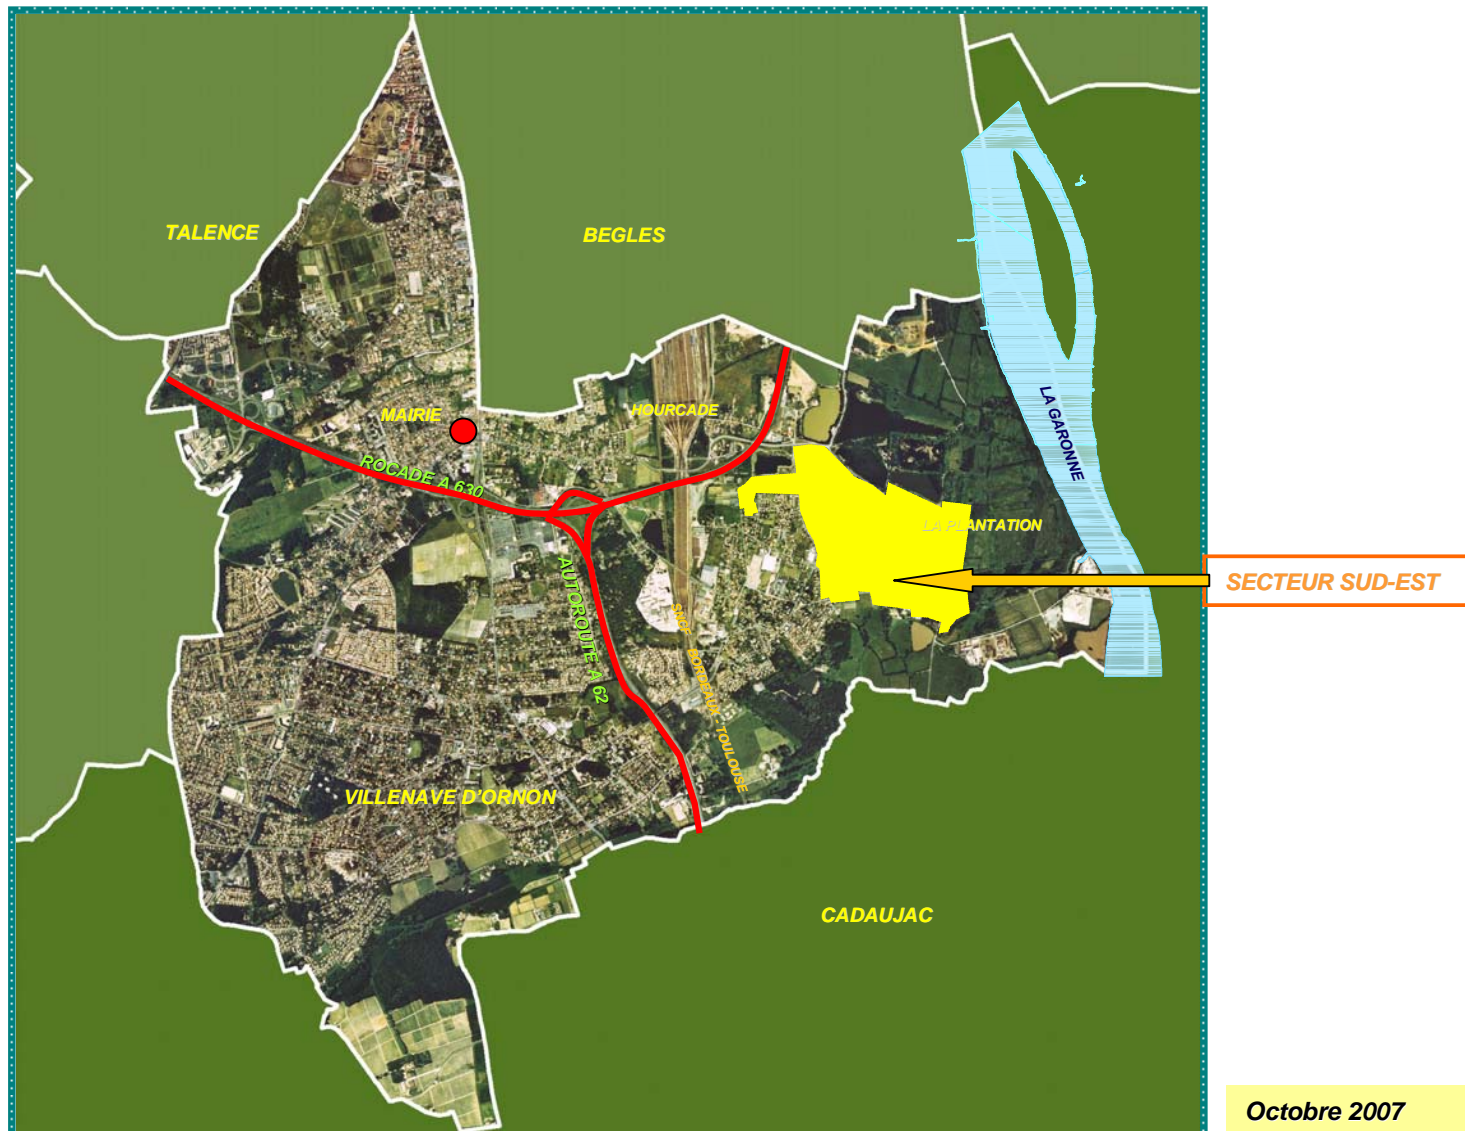 TALENCE
BEGLES
MAIRIE
HOURCADE
LA GARONNE
ROCADE A 630
LA PLANTATION
AUTOROUTE A 62
SECTEUR SUD-EST
SNCF - BORDEAUX - TOULOUSE
VILLENAVE D'ORNON
CADAUJAC
Octobre 2007